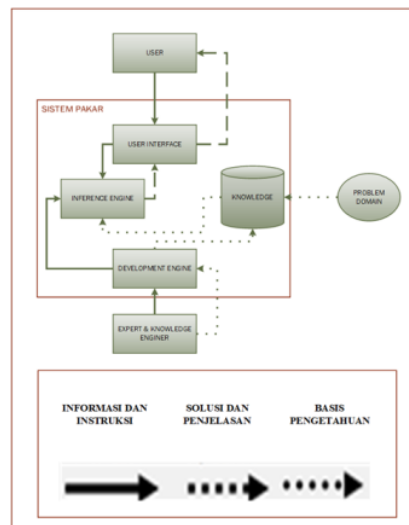 USER
SISTEM PAKAR
USER INTERFACE
INFERENCE ENGINE
KNOWLEDGE
PROBLEM
DOMAIN
DEVELOPMENT ENGINE
EXPERT & KNOWLEDGE
ENGINER
INFORMASI DAN
INSTRUKSI
SOLUSI DAN
PENJELASAN
BASIS
PENGETAHUAN